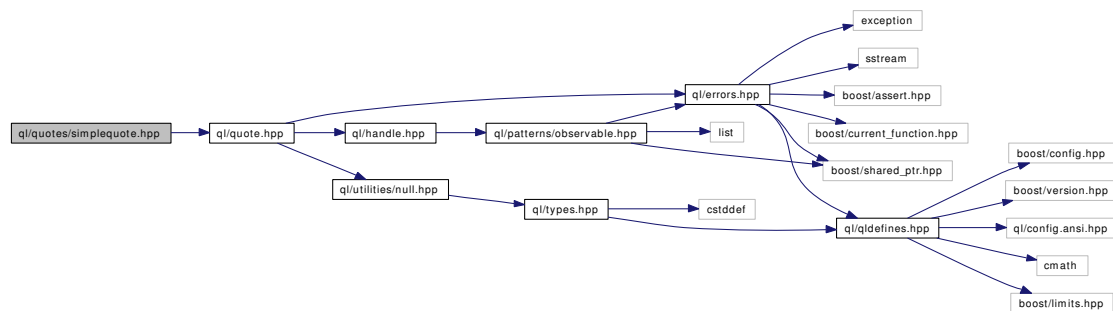 exception
sstream
ql/errors.hpp
boost/assert.hpp
ql/quotes/simplequote.hpp
ql/quote.hpp
ql/handle.hpp
ql/patterns/observable.hpp
list
boost/current_function.hpp
boost/config.hpp
boost/shared_ptr.hpp
ql/utilities/null.hpp
boost/version.hpp
ql/types.hpp
cstddef
ql/qldefines.hpp
ql/config.ansi.hpp
cmath
boost/limits.hpp